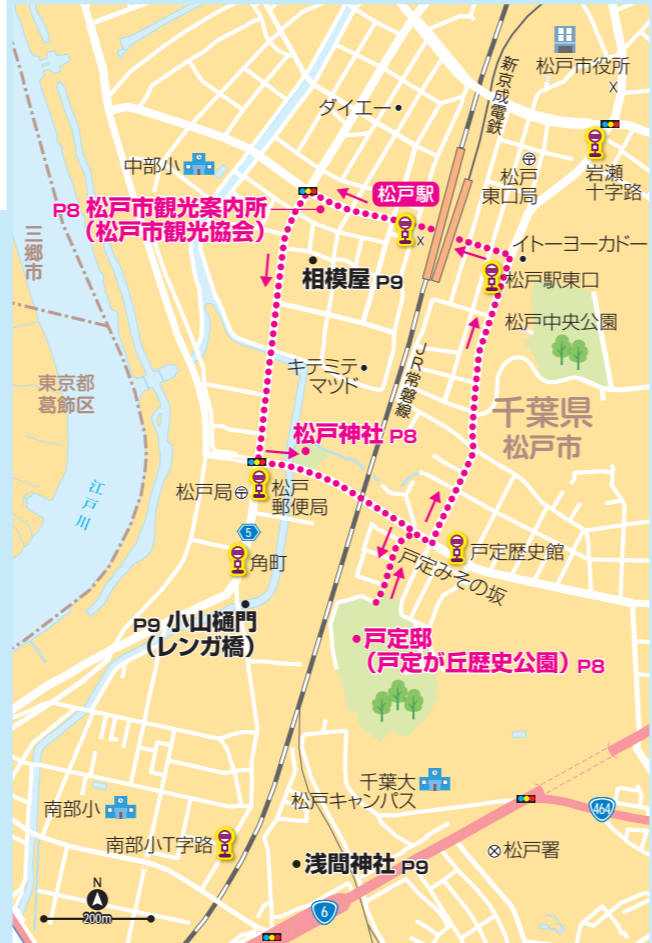 松戸市役所
新京成電鉄
ダイエー
中部小
松戸
東口局
岩瀬
十字路
松戸駅
P8 松戸市観光案内所
（松戸市観光協会）
イトーヨーカドー
三郷市
相模屋 P9
松戸駅東口
松戸中央公園
キテミテ
マツド
JR常磐線
東京都
葛飾区
千葉県
松戸市
松戸神社 P8
江戸川
松戸局
松戸
郵便局
5
角町
戸定歴史館
戸定みその坂
P9 小山樋門
（レンガ橋）
戸定邸
（戸定が丘歴史公園） P8
千葉大
松戸キャンパス
南部小
464
南部小T字路
松戸署
浅間神社 P9
N
200m
6